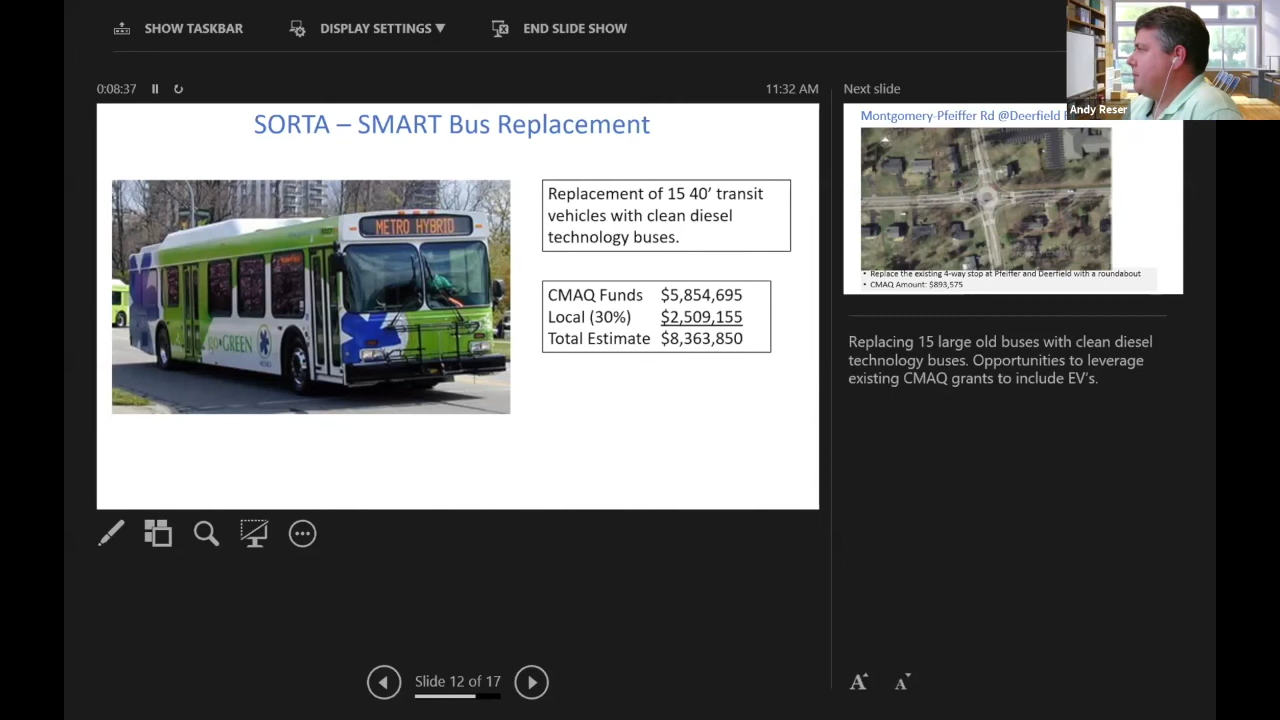 SHOW TASKBAR
DISPLAY SETTINGS ▼
END SLIDE SHOW
0:08:37
11:32 AM
SORTA – SMART Bus Replacement
METRO HYBRID
go*GREEN
Replacement of 15 40’ transit
vehicles with clean diesel
technology buses.
CMAQ Funds $5,854,695
Local (30%) $2,509,155
Total Estimate $8,363,850
Slide 12 of 17
Next slide
Andy Reser
Montgomery-Pfeiffer Rd @Deerfield
• Replace the existing 4-way stop at Pfeiffer and Deerfield with a roundabout
• CMAQ Amount: $893,575
Replacing 15 large old buses with clean diesel
technology buses. Opportunities to leverage
existing CMAQ grants to include EV's.
A
A